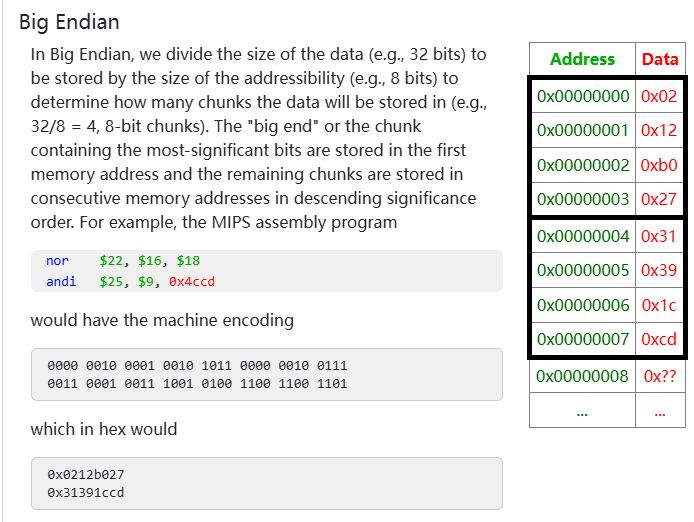 Big Endian
In Big Endian, we divide the size of the data (e.g., 32 bits) to
be stored by the size of the addressibility (e.g., 8 bits) to
determine how many chunks the data will be stored in (e.g.,
32/8 = 4, 8-bit chunks). The "big end" or the chunk
containing the most-significant bits are stored in the first
memory address and the remaining chunks are stored in
consecutive memory addresses in descending significance
order. For example, the MIPS assembly program
nor $22, $16, $18
andi $25, $9, 0x4ccd
would have the machine encoding
0000 0010 0001 0010 1011 0000 0010 0111
0011 0001 0011 1001 0100 1100 1100 1101
which in hex would
0x0212b027
0x31391ccd
Address Data
0x00000000 0x02
0x00000001 0x12
0x00000002 0xb0
0x00000003 0x27
0x00000004 0x31
0x00000005 0x39
0x00000006 0x1c
0x00000007 0xcd
0x00000008 0x??
... ...